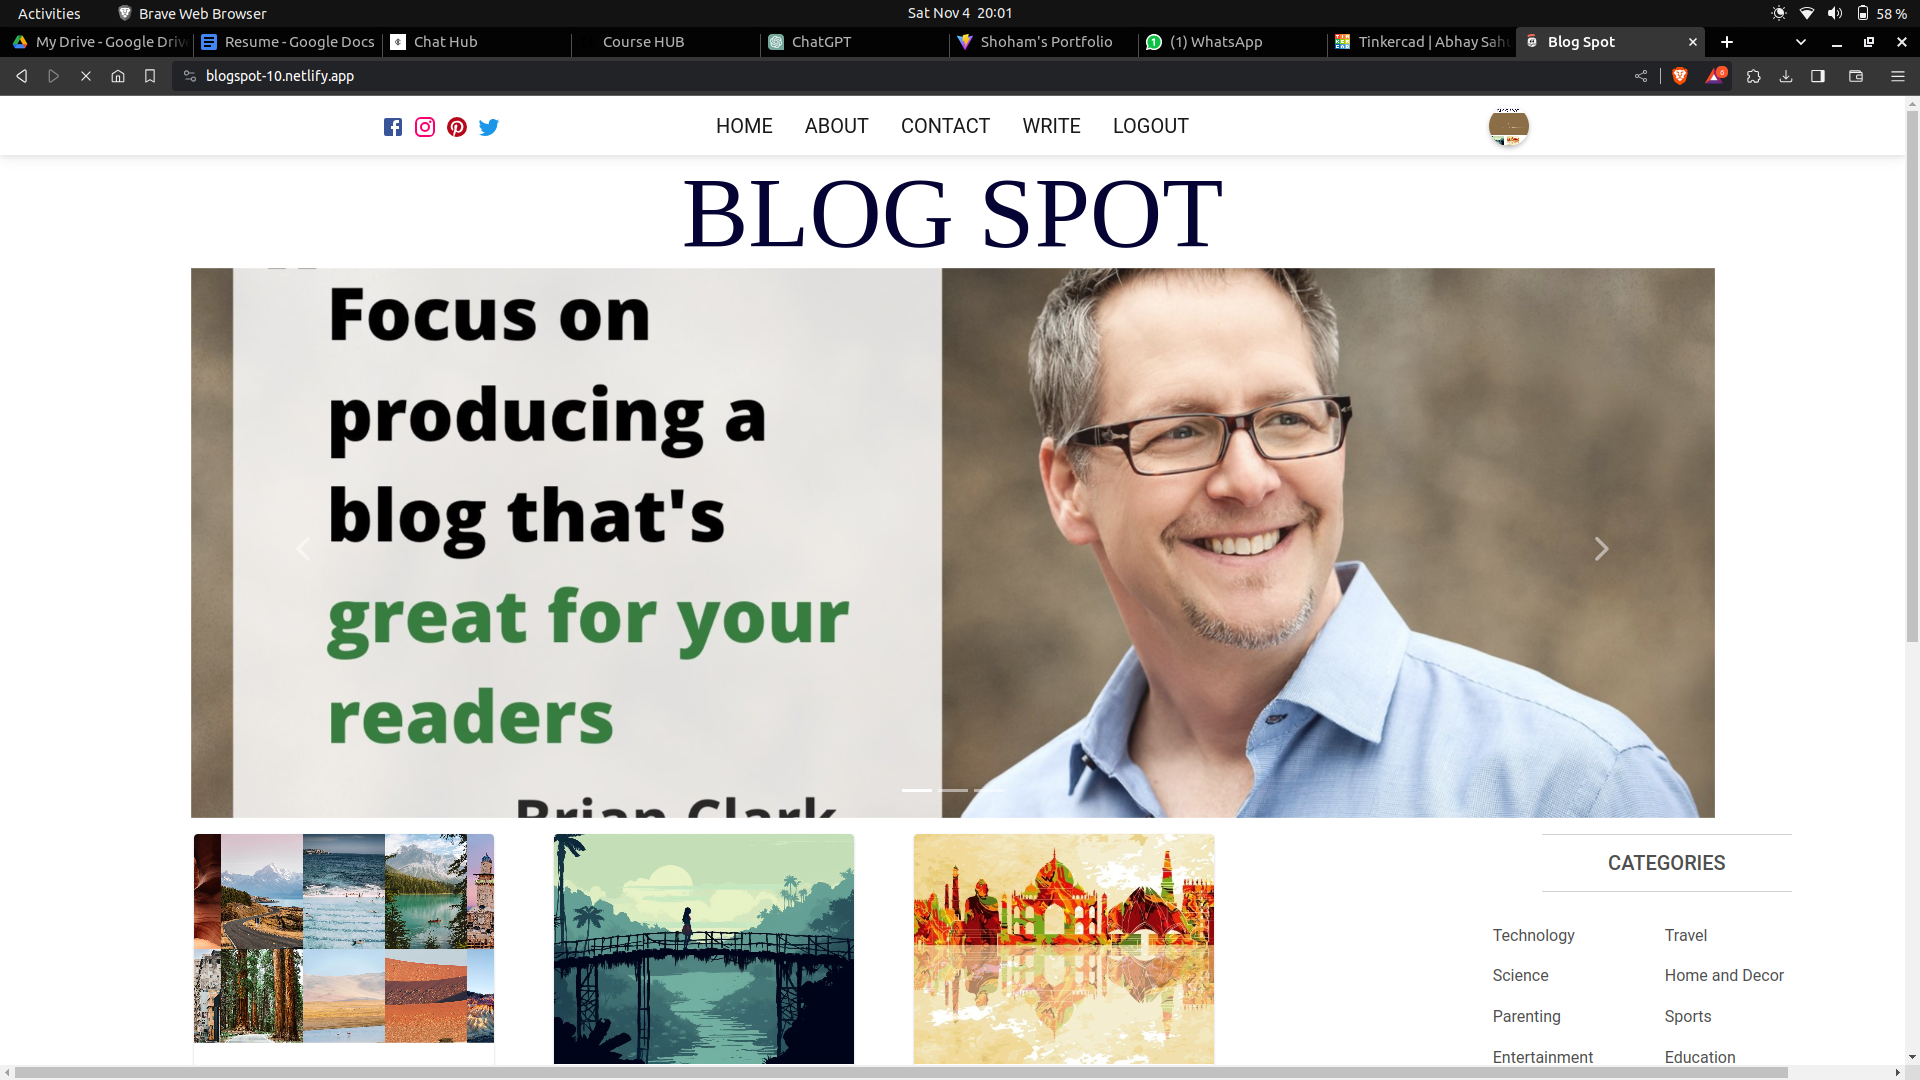 Activities
Brave Web Browser
Sat Nov 4 20:01
58 %
My Drive - Google Driv
Resume - Google Docs
Chat Hub
Course HUB
ChatGPT
Shoham's Portfolio
(1) WhatsApp
Tinkercad | Abhay Sahu
Blog Spot
blogspot-10.netlify.app
6
HOME
ABOUT
CONTACT
WRITE
LOGOUT
BLOG SPOT
Focus on
producing a
blog that's
great for your
readers
Brian Clark
CATEGORIES
Technology
Travel
Science
Home and Decor
Parenting
Sports
Entertainment
Education